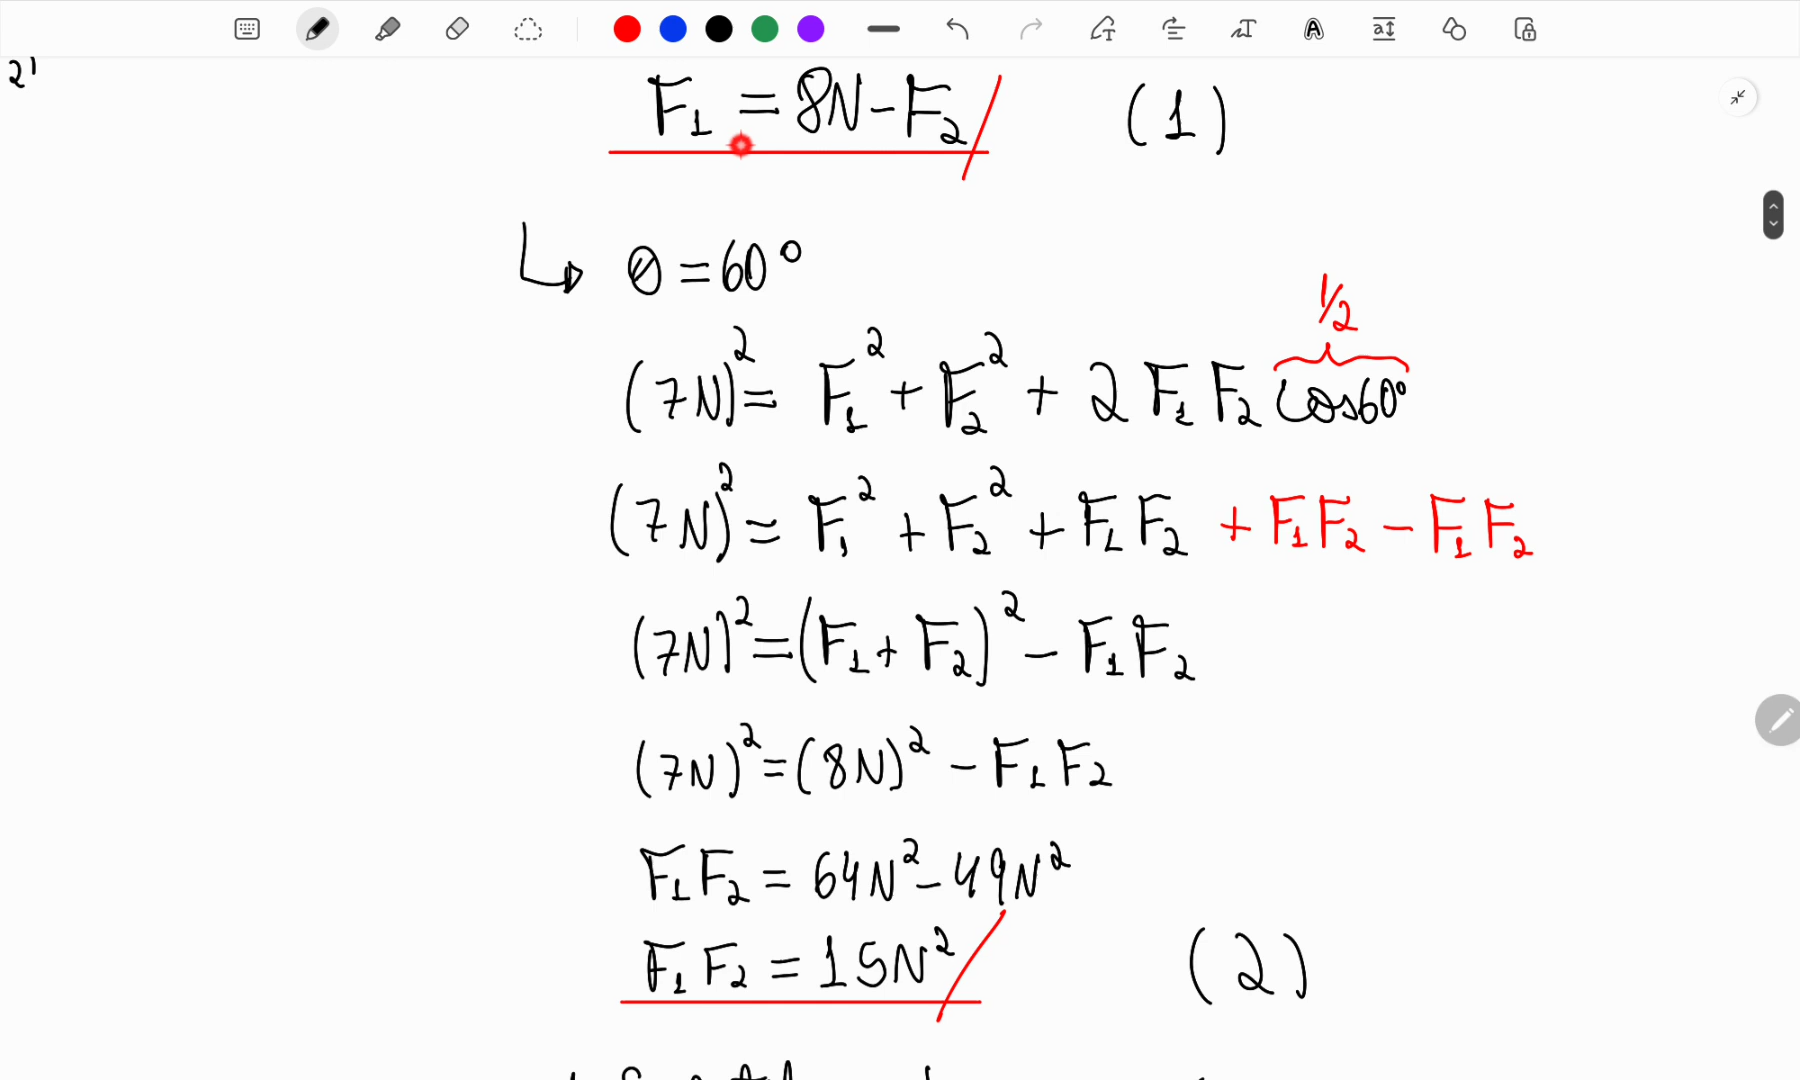 21
F₁ = 8N - F₂ (1)
θ = 60°
1/2
(7N)² = F₁² + F₂² + 2 F₁ F₂ cos60°
(7N)² = F₁² + F₂² + F₁ F₂ + F₁ F₂ - F₁ F₂
(7N)² = (F₁ + F₂)² - F₁ F₂
(7N)² = (8N)² - F₁ F₂
F₁ F₂ = 64N² - 49N²
F₁ F₂ = 15N² (2)